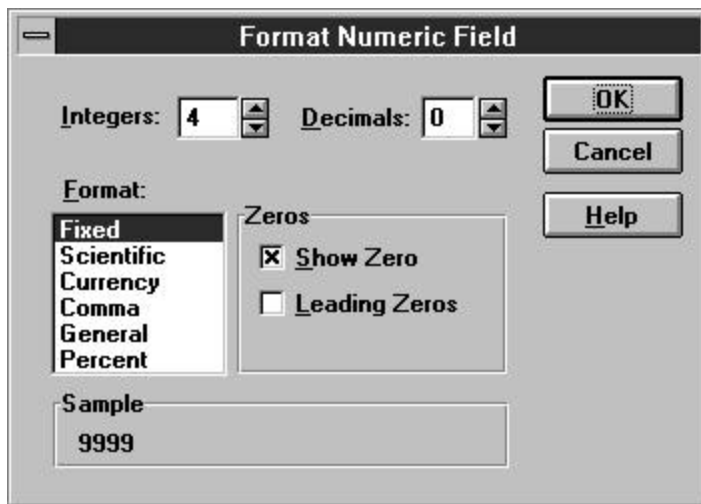 Format Numeric Field
Integers: 4 Decimals: 0
OK
Cancel
Help
Format:
Fixed
Scientific
Currency
Comma
General
Percent
Zeros
Show Zero
Leading Zeros
Sample
9999